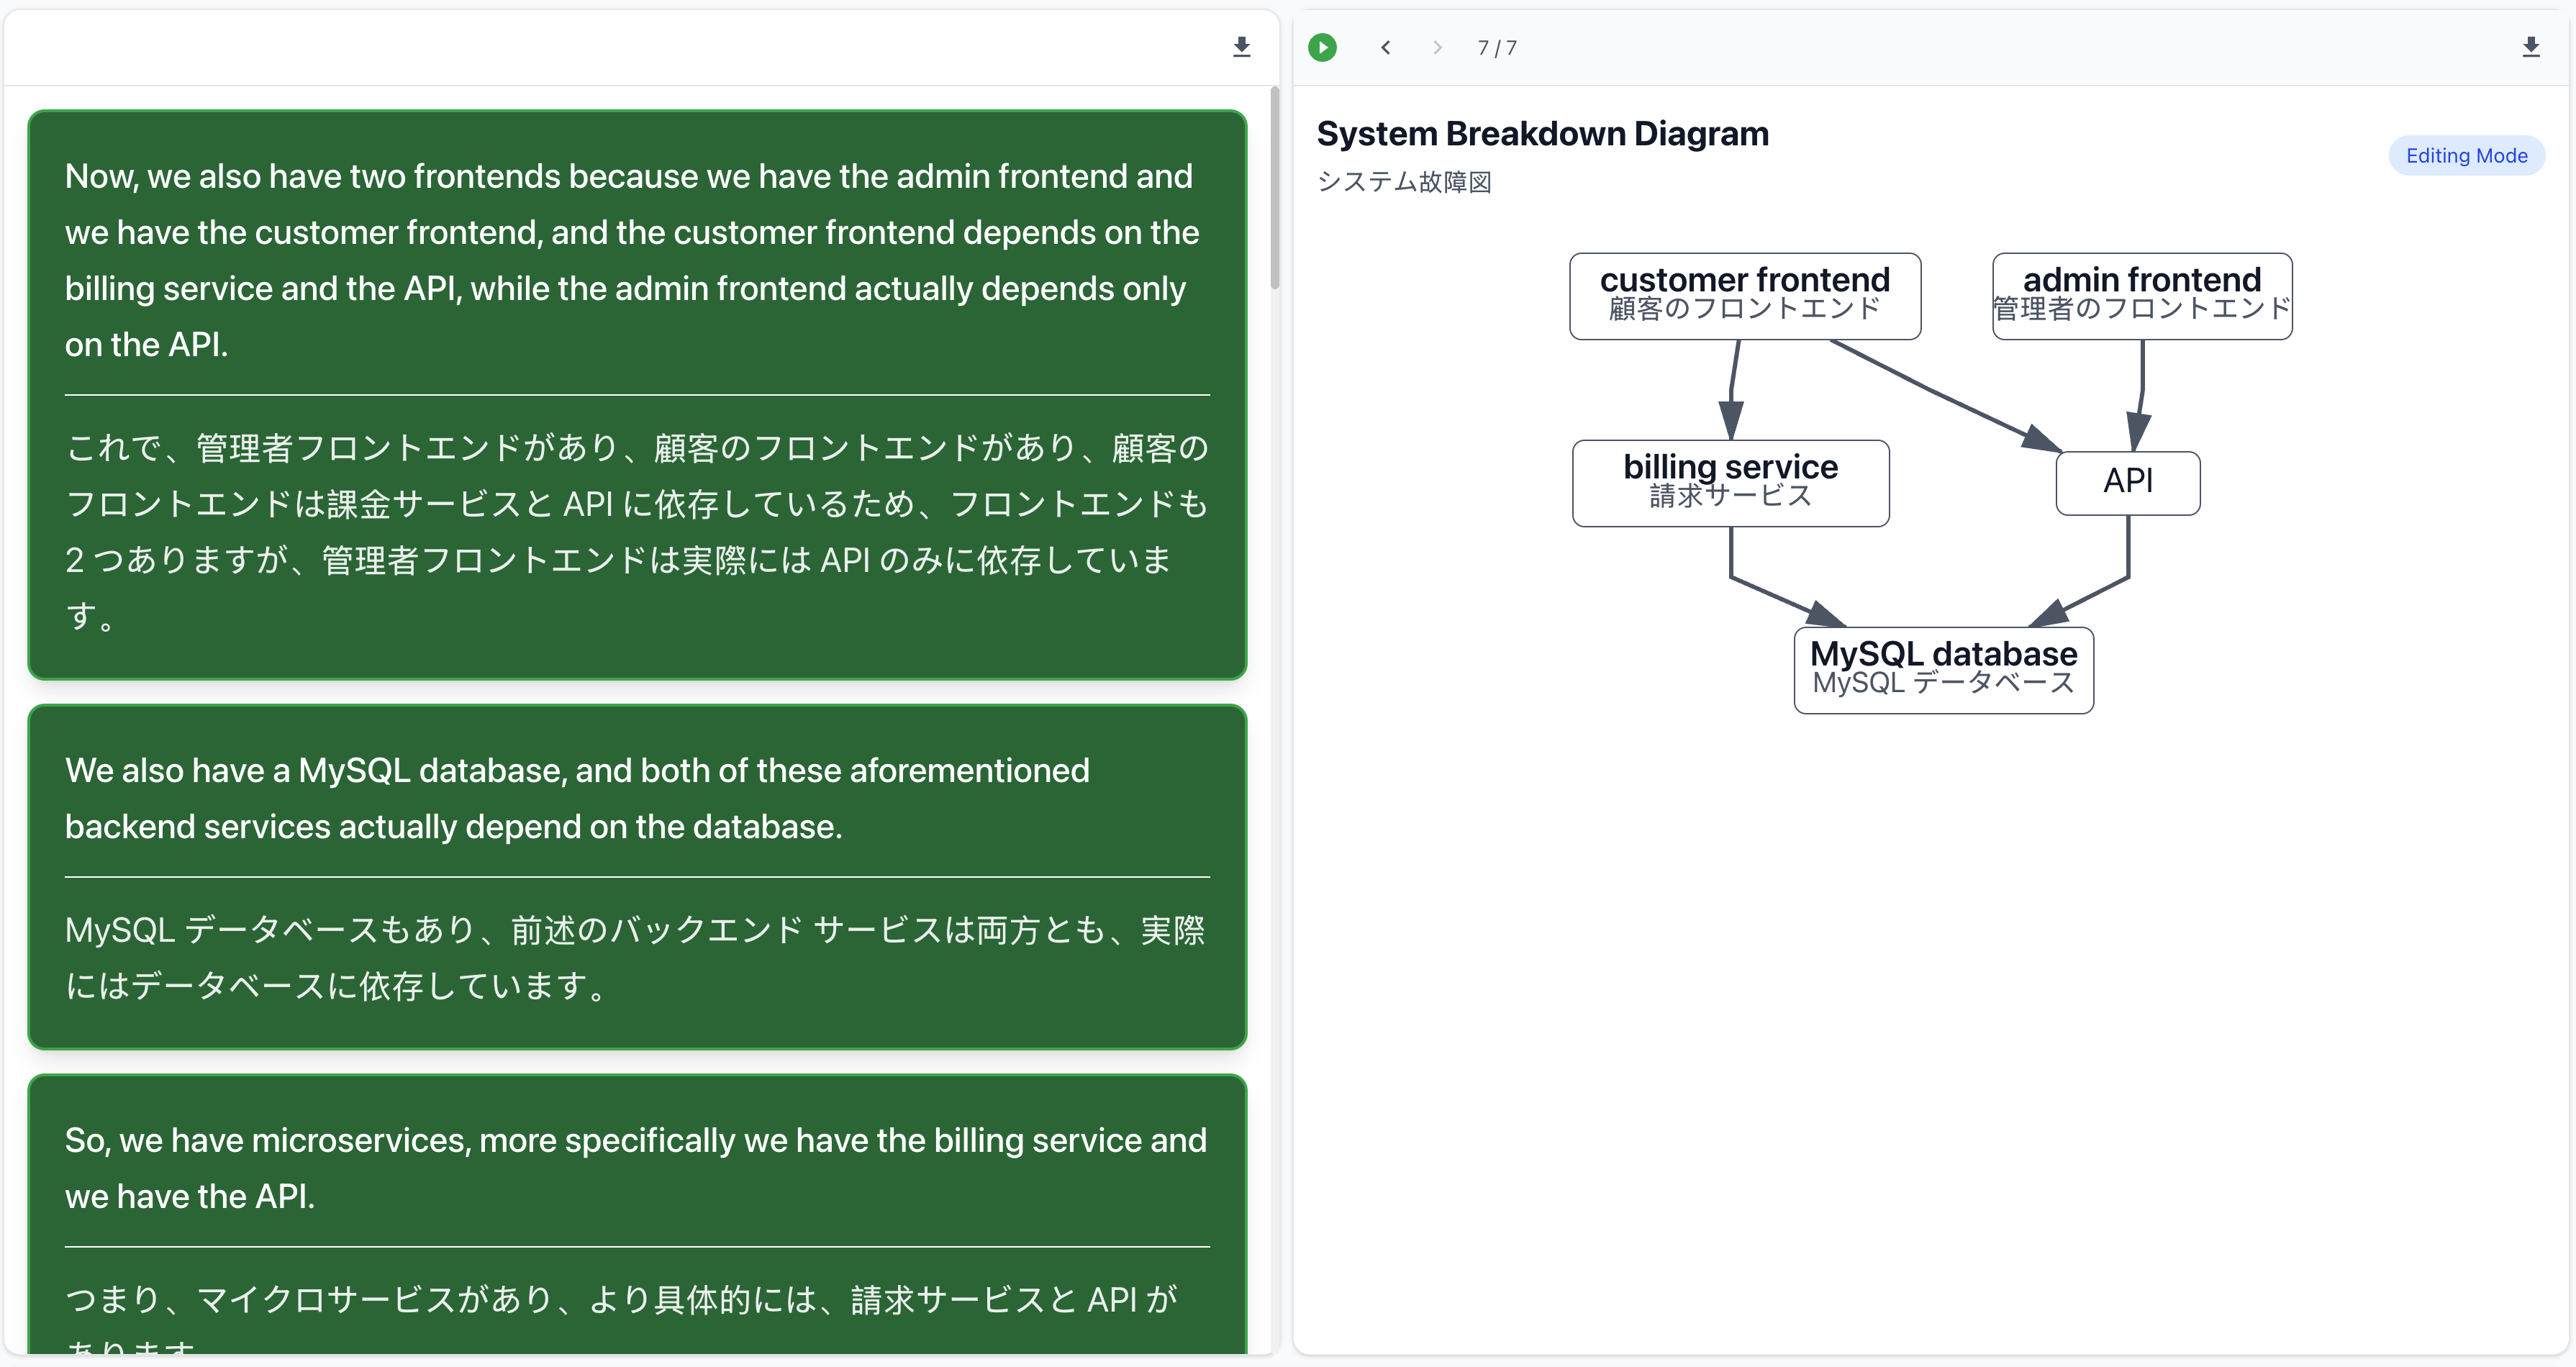 Now, we also have two frontends because we have the admin frontend and
we have the customer frontend, and the customer frontend depends on the
billing service and the API, while the admin frontend actually depends only
on the API.
これで、管理者フロントエンドがあり、顧客のフロントエンドがあり、顧客の
フロントエンドは課金サービスと API に依存しているため、フロントエンドも
2 つありますが、管理者フロントエンドは実際には API のみに依存していま
す。
We also have a MySQL database, and both of these aforementioned
backend services actually depend on the database.
MySQL データベースもあり、前述のバックエンド サービスは両方とも、実際
にはデータベースに依存しています。
So, we have microservices, more specifically we have the billing service and
we have the API.
つまり、マイクロサービスがあり、より具体的には、請求サービスと API が
あります
7 / 7
System Breakdown Diagram
システム故障図
Editing Mode
customer frontend
顧客のフロントエンド
admin frontend
管理者のフロントエンド
billing service
請求サービス
API
MySQL database
MySQL データベース